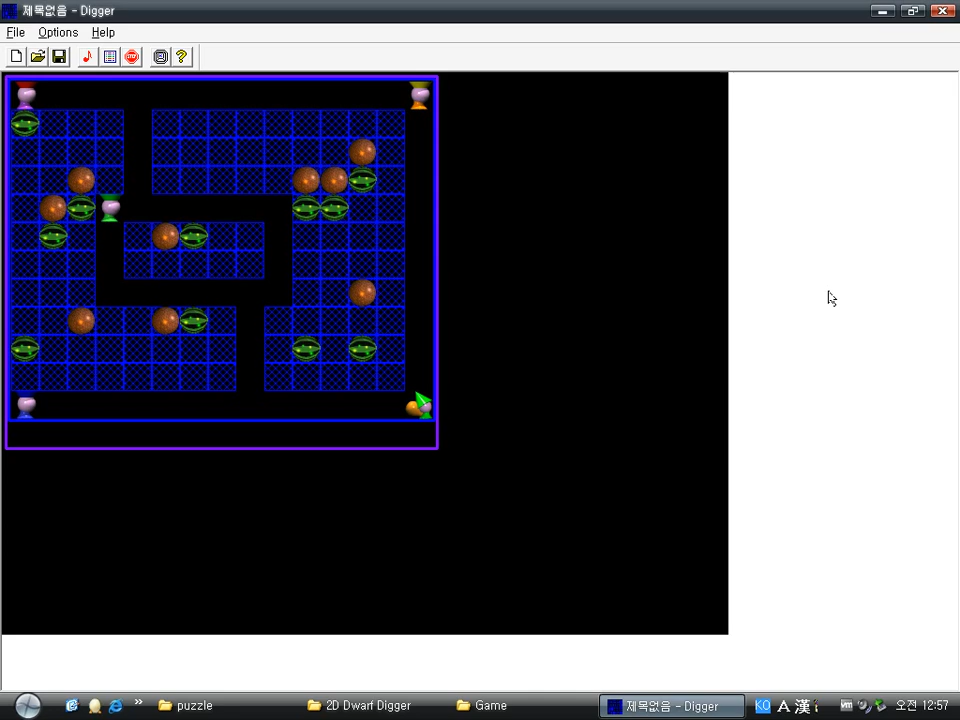 제목없음 - Digger
File Options Help
puzzle
2D Dwarf Digger
Game
제목없음 - Digger
KO A 漢
오전 12:57